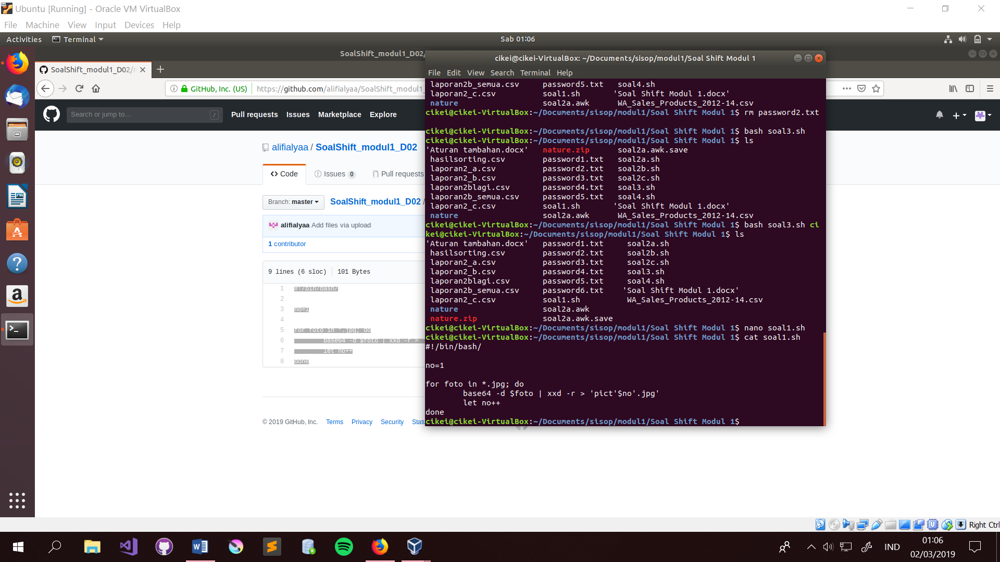 Ubuntu [Running] - Oracle VM VirtualBox
File Machine View Input Devices Help
Activities Terminal Sab 01:06
SoalShift_modul1_D02/
SoalShift_modul1_D02/
GitHub, Inc. (US) https://github.com/alifialyaa/SoalShift_modul1_
Search or jump to… / Pull requests Issues Marketplace Explore
alifialyaa / SoalShift_modul1_D02
Code Issues 0 Pull requests
Branch: master SoalShift_modul1_D02 /
alifialyaa Add files via upload
1 contributor
9 lines (6 sloc) 101 Bytes
1 #!/bin/bash/
2
3 no=1
4
5 for foto in *.jpg; do
6 base64 -d $foto | xxd -r >
7 let no++
8 done
© 2019 GitHub, Inc. Terms Privacy Security Statu
cikei@cikei-VirtualBox: ~/Documents/sisop/modul1/Soal Shift Modul 1
File Edit View Search Terminal Help
laporan2b_semua.csv password5.txt soal4.sh
laporan2_c.csv soal1.sh 'Soal Shift Modul 1.docx'
nature soal2a.awk WA_Sales_Products_2012-14.csv
cikei@cikei-VirtualBox:~/Documents/sisop/modul1/Soal Shift Modul 1$ rm password2.txt
cikei@cikei-VirtualBox:~/Documents/sisop/modul1/Soal Shift Modul 1$ bash soal3.sh
cikei@cikei-VirtualBox:~/Documents/sisop/modul1/Soal Shift Modul 1$ ls
'Aturan tambahan.docx' nature.zip soal2a.awk.save
hasilsorting.csv password1.txt soal2a.sh
laporan2_a.csv password2.txt soal2b.sh
laporan2_b.csv password3.txt soal2c.sh
laporan2blagi.csv password4.txt soal3.sh
laporan2b_semua.csv password5.txt soal4.sh
laporan2_c.csv soal1.sh 'Soal Shift Modul 1.docx'
nature soal2a.awk WA_Sales_Products_2012-14.csv
cikei@cikei-VirtualBox:~/Documents/sisop/modul1/Soal Shift Modul 1$ bash soal3.sh ci
kei@cikei-VirtualBox:~/Documents/sisop/modul1/Soal Shift Modul 1$ ls
'Aturan tambahan.docx' password1.txt soal2a.sh
hasilsorting.csv password2.txt soal2b.sh
laporan2_a.csv password3.txt soal2c.sh
laporan2_b.csv password4.txt soal3.sh
laporan2blagi.csv password5.txt soal4.sh
laporan2b_semua.csv password6.txt 'Soal Shift Modul 1.docx'
laporan2_c.csv soal1.sh WA_Sales_Products_2012-14.csv
nature soal2a.awk
nature.zip soal2a.awk.save
cikei@cikei-VirtualBox:~/Documents/sisop/modul1/Soal Shift Modul 1$ nano soal1.sh
cikei@cikei-VirtualBox:~/Documents/sisop/modul1/Soal Shift Modul 1$ cat soal1.sh
#!/bin/bash/
no=1
for foto in *.jpg; do
base64 -d $foto | xxd -r > 'pict'$no'.jpg'
let no++
done
cikei@cikei-VirtualBox:~/Documents/sisop/modul1/Soal Shift Modul 1$
Right Ctrl
IND 01:06
02/03/2019